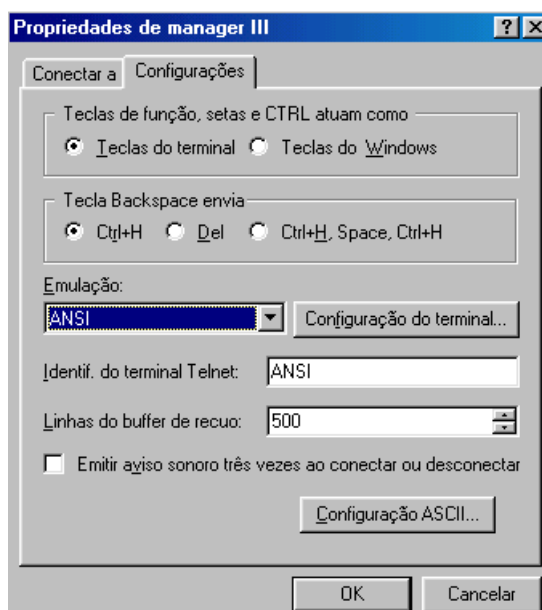 Propriedades de manager III
Conectar a Configurações
Teclas de função, setas e CTRL atuam como
Teclas do terminal Teclas do Windows
Tecla Backspace envia
Ctrl+H Del Ctrl+H, Space, Ctrl+H
Emulação:
ANSI Configuração do terminal...
Identif. do terminal Telnet: ANSI
Linhas do buffer de recuo: 500
Emitir aviso sonoro três vezes ao conectar ou desconectar
Configuração ASCII...
OK Cancelar